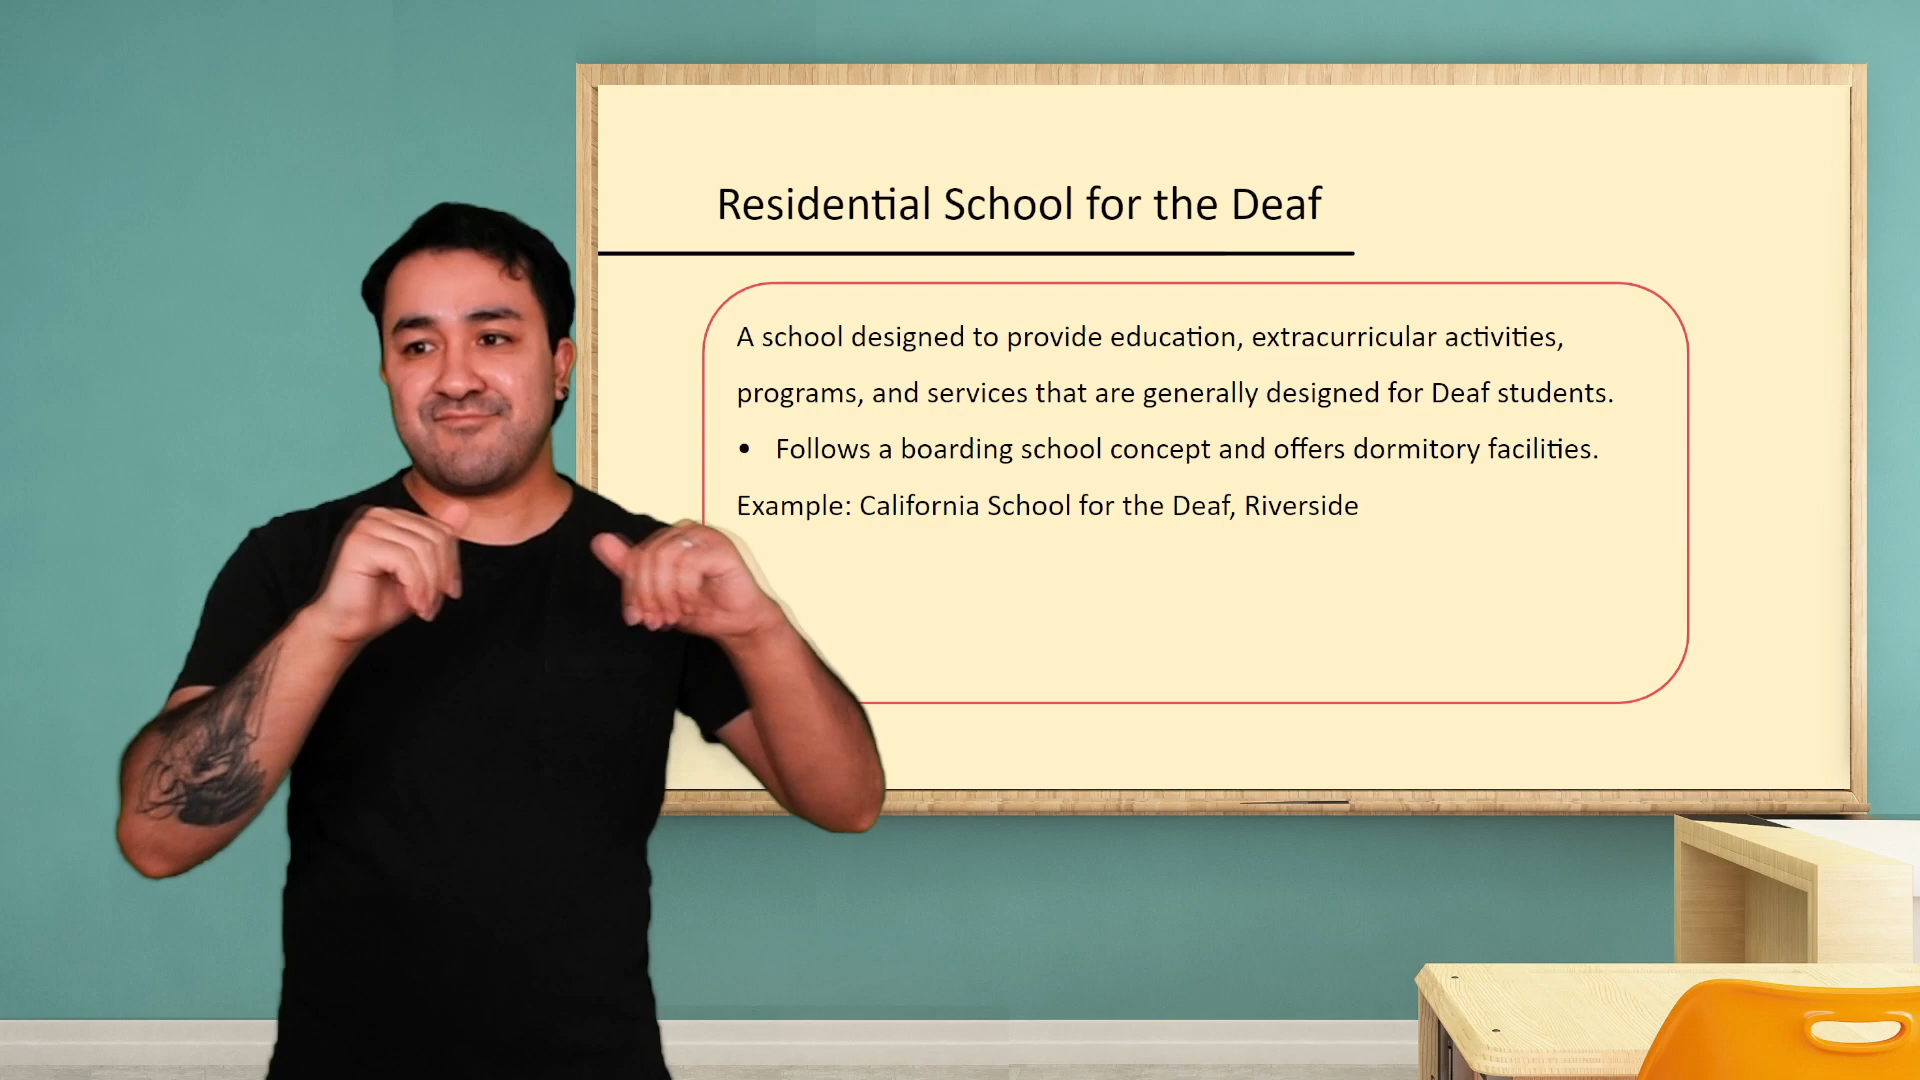 Residential School for the Deaf
A school designed to provide education, extracurricular activities,
programs, and services that are generally designed for Deaf students.
• Follows a boarding school concept and offers dormitory facilities.
Example: California School for the Deaf, Riverside